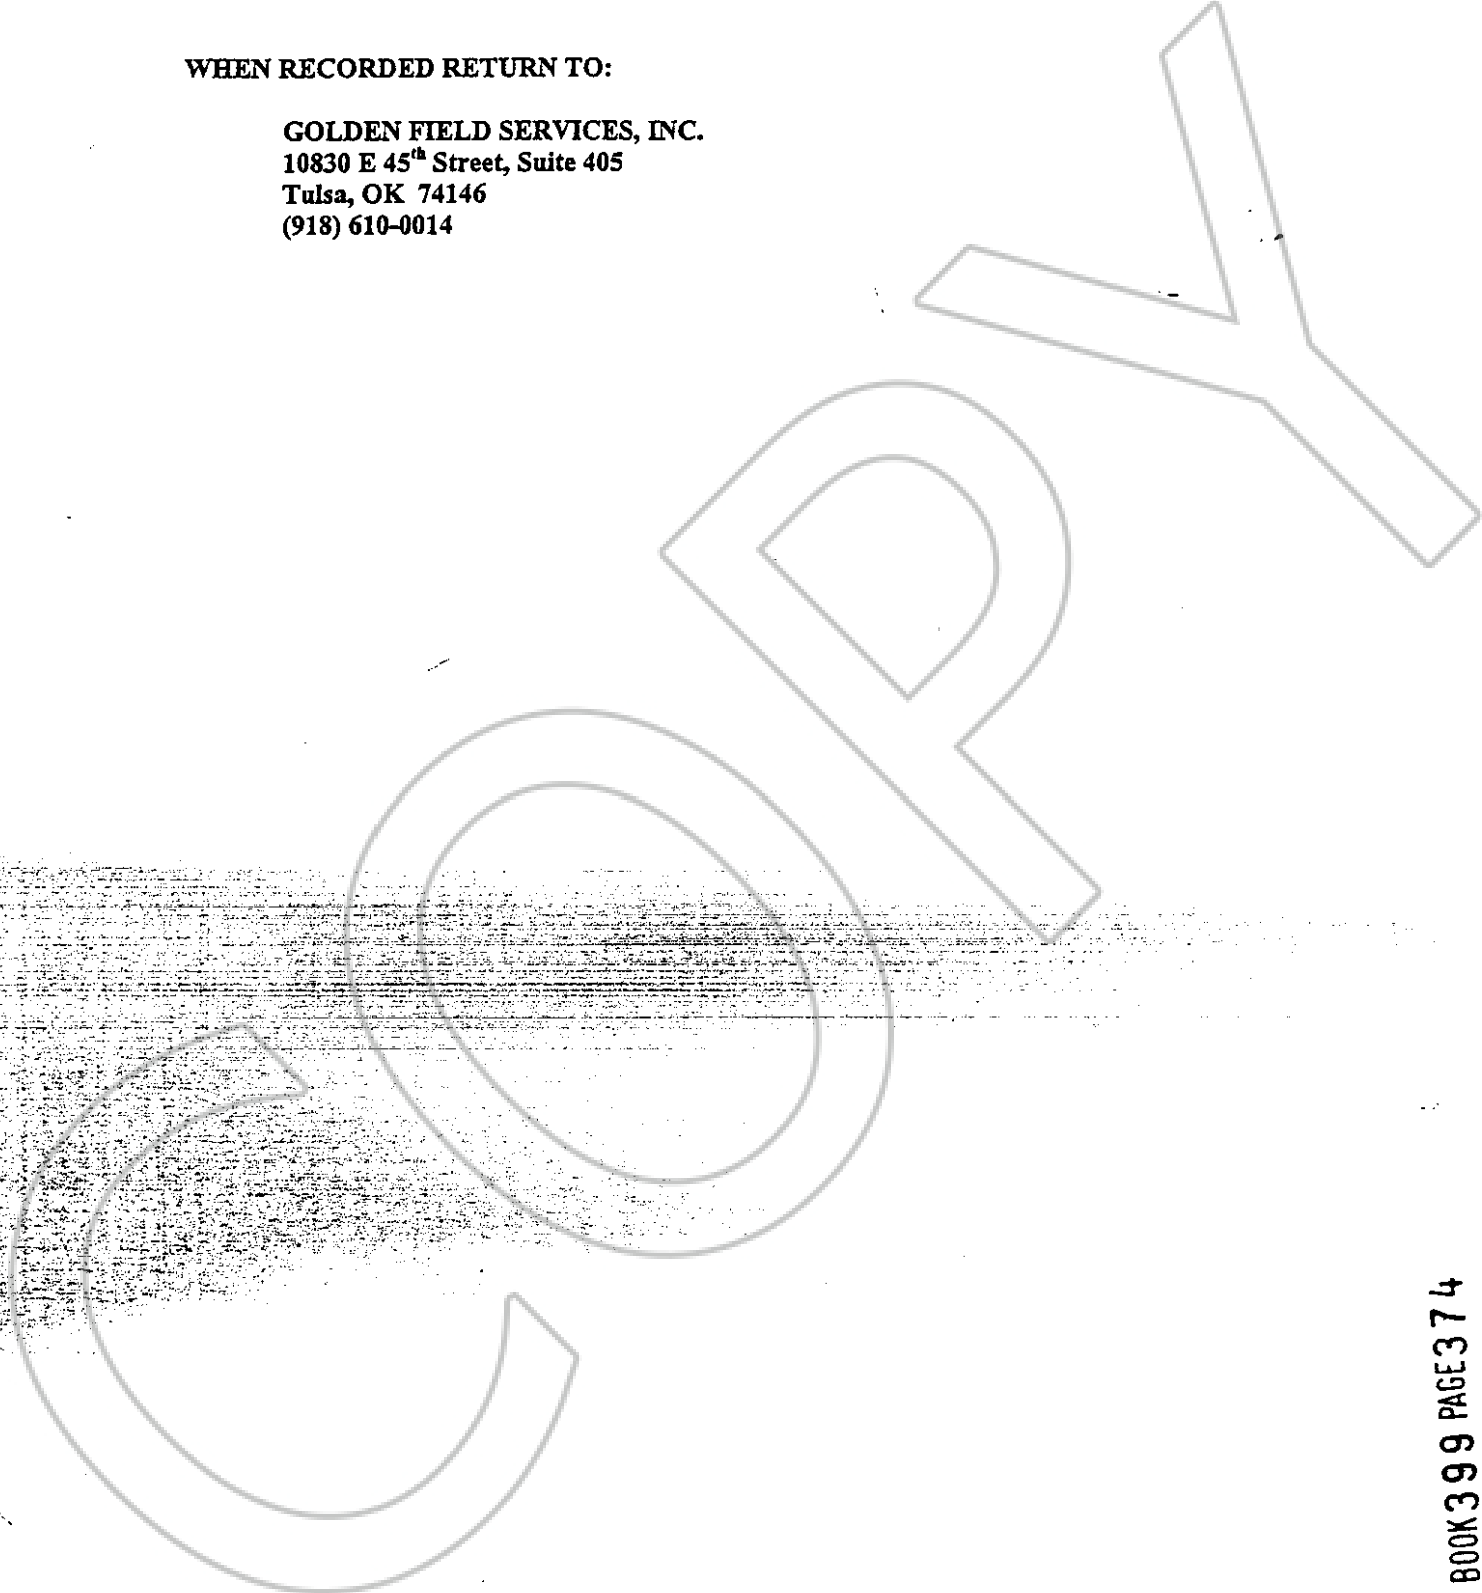 WHEN RECORDED RETURN TO:
GOLDEN FIELD SERVICES, INC.
10830 E 45th Street, Suite 405
Tulsa, OK 74146
(918) 610-0014
COPY
BOOK399 PAGE374